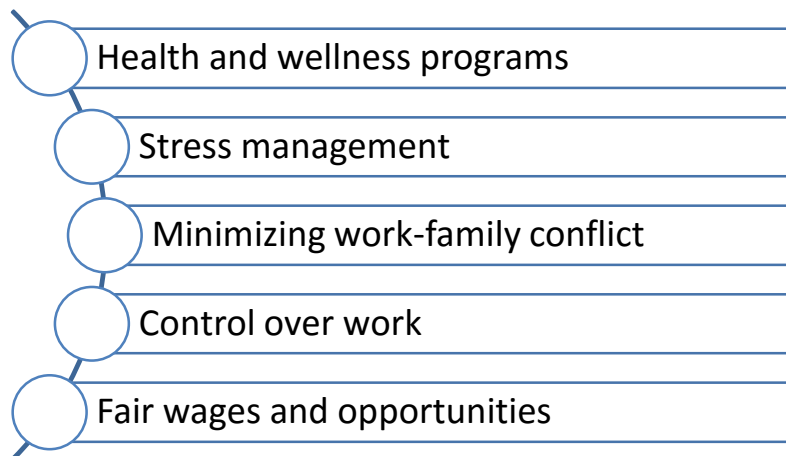 Health and wellness programs
Stress management
Minimizing work-family conflict
Control over work
Fair wages and opportunities